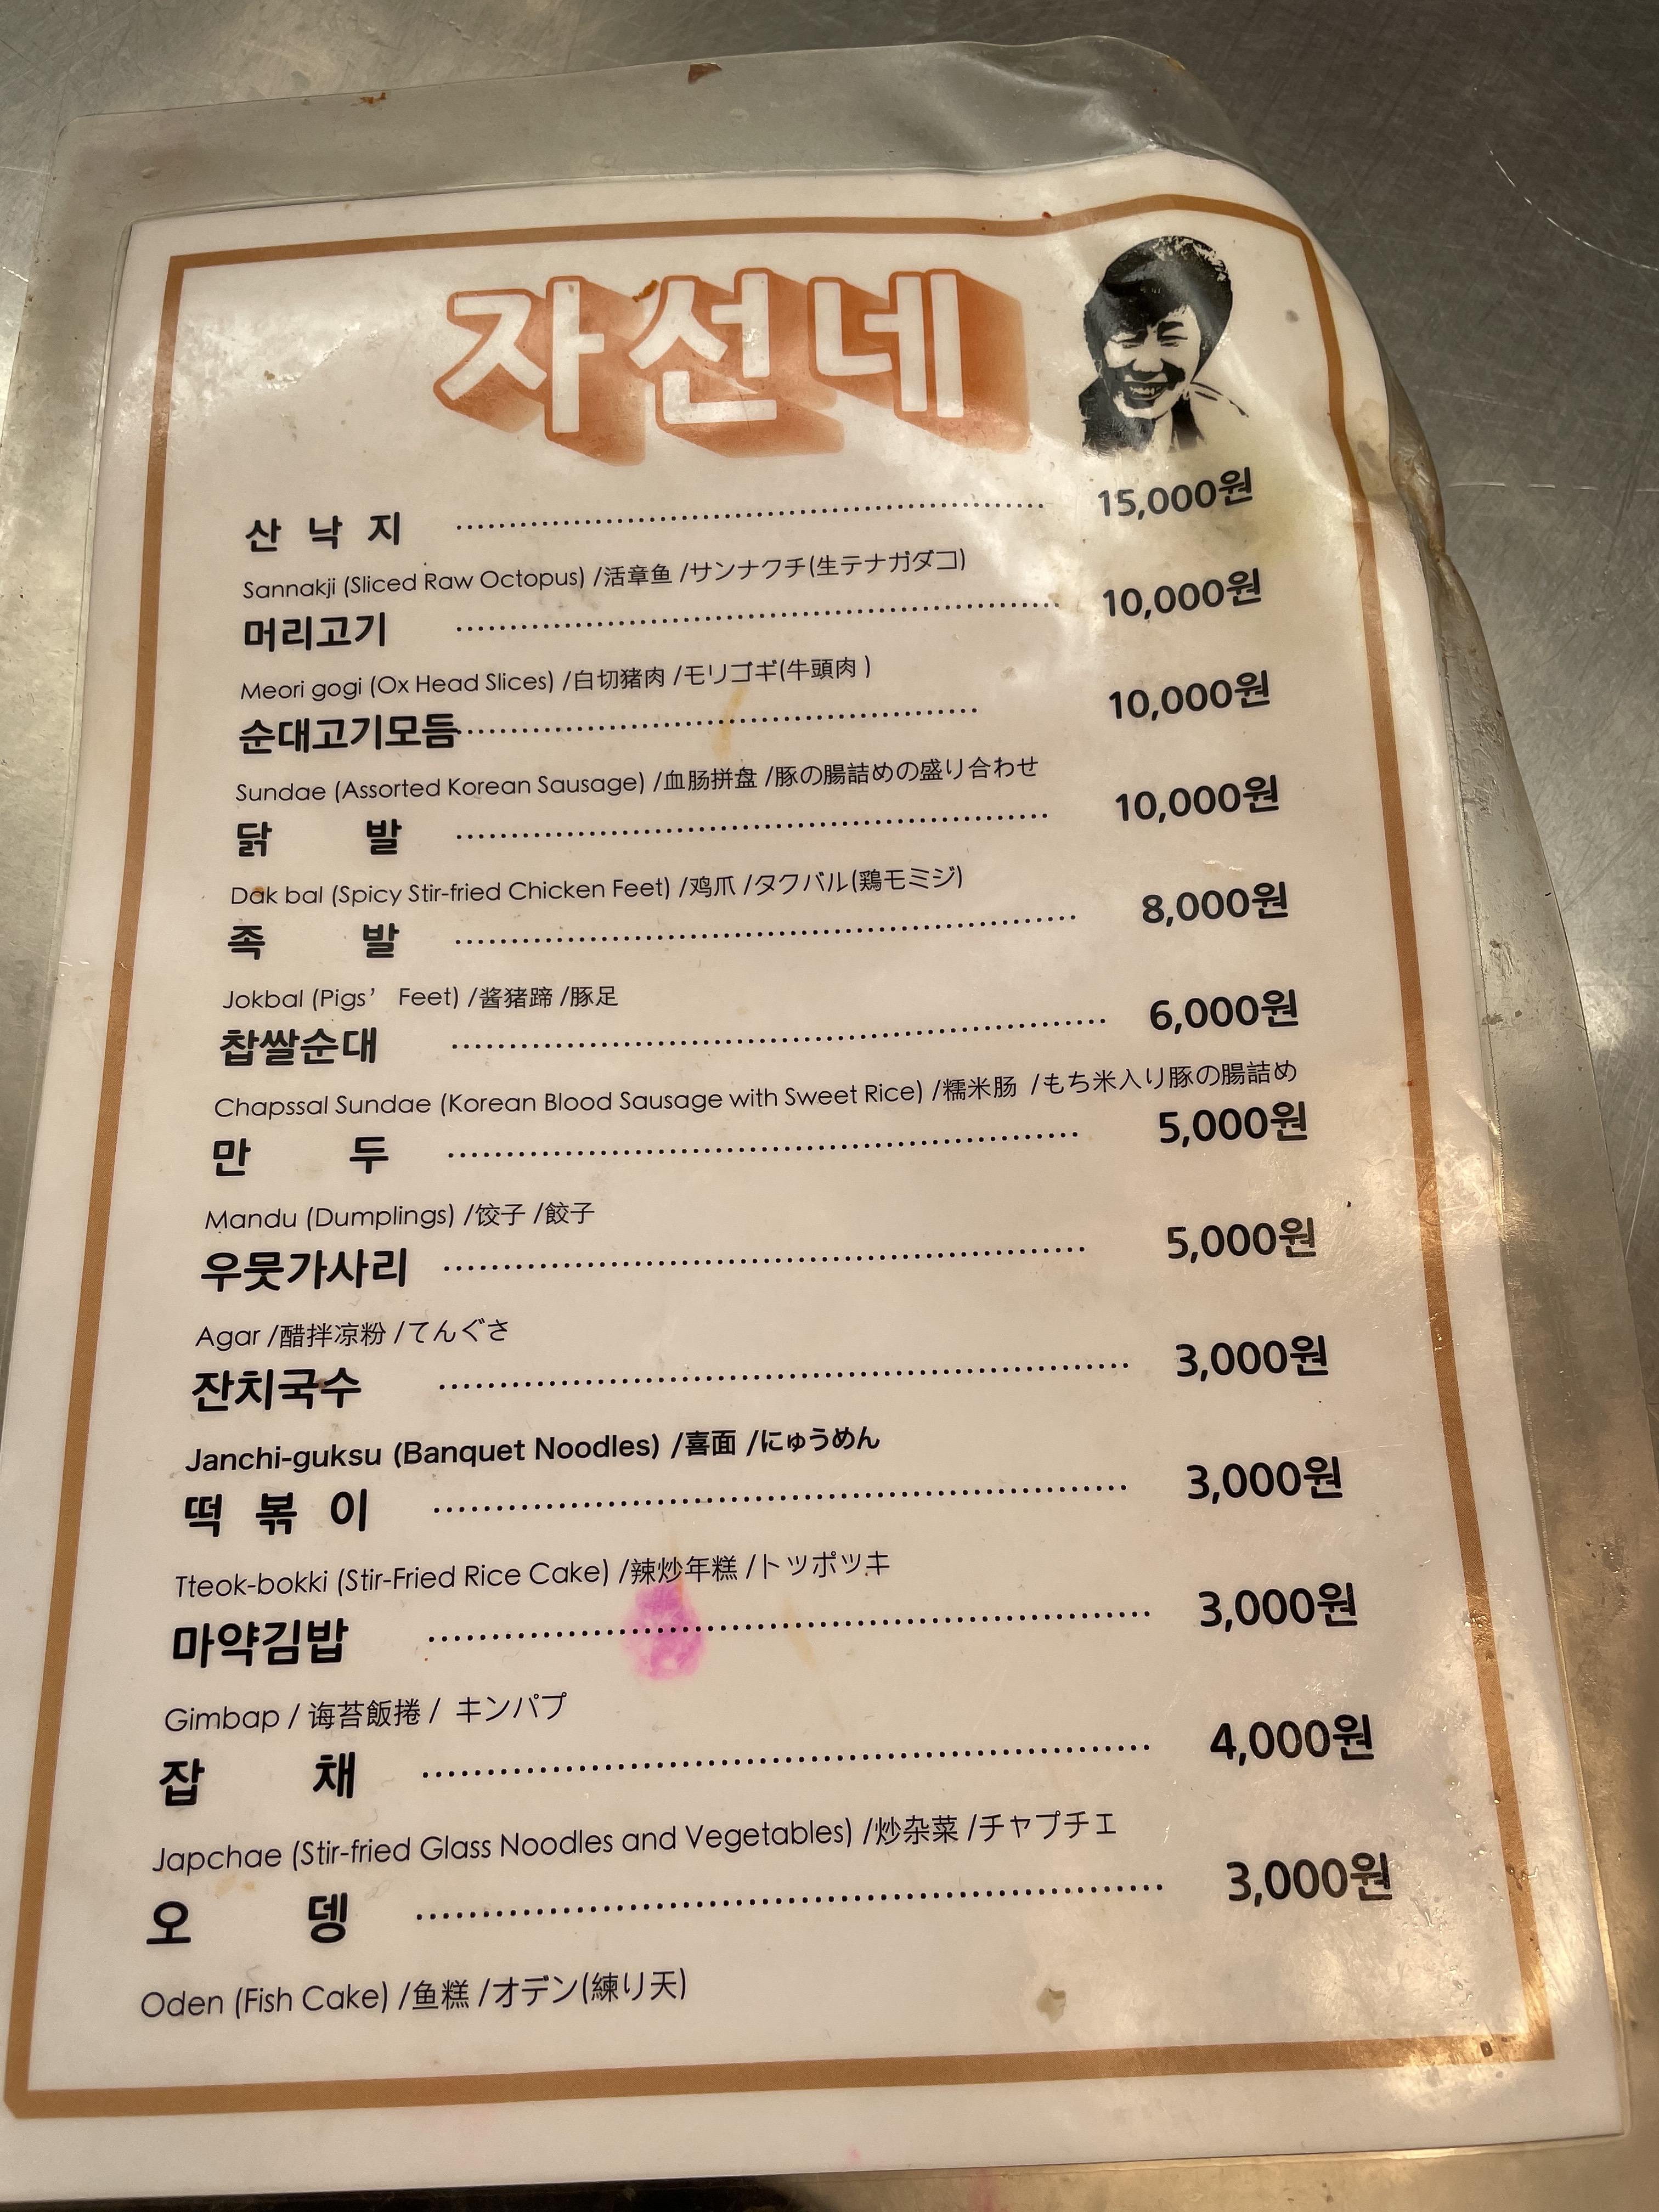 자선네
산 낙 지 15,000원
Sannakji (Sliced Raw Octopus) /活章鱼 /サンナクチ(生テナガダコ)
머리고기 10,000원
Meori gogi (Ox Head Slices) /白切猪肉 /モリゴギ(牛頭肉 )
순대고기모듬 10,000원
Sundae (Assorted Korean Sausage) /血肠拼盘 /豚の腸詰めの盛り合わせ
닭 발 10,000원
Dak bal (Spicy Stir-fried Chicken Feet) /鸡爪 /タクバル(鶏モミジ)
족 발 8,000원
Jokbal (Pigs’ Feet) /酱猪蹄 /豚足
찹쌀순대 6,000원
Chapssal Sundae (Korean Blood Sausage with Sweet Rice) /糯米肠 /もち米入り豚の腸詰め
만 두 5,000원
Mandu (Dumplings) /饺子 /餃子
우뭇가사리 5,000원
Agar /醋拌凉粉 /てんぐさ
잔치국수 3,000원
Janchi-guksu (Banquet Noodles) /喜面 /にゅうめん
떡 볶 이 3,000원
Tteok-bokki (Stir-Fried Rice Cake) /辣炒年糕 /トッポッキ
마약김밥 3,000원
Gimbap / 诲苔飯捲 / キンパプ
잡 채 4,000원
Japchae (Stir-fried Glass Noodles and Vegetables) /炒杂菜 /チャプチェ
오 뎅 3,000원
Oden (Fish Cake) /鱼糕 /オデン(練り天)